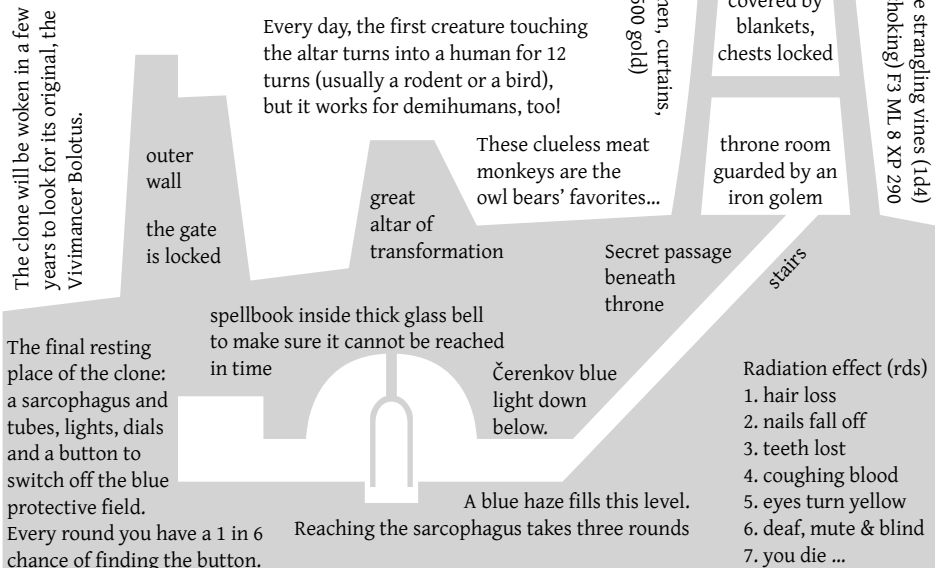 The clone will be woken in a few
years to look for its original, the
Vivimancer Bolotus.
Every day, the first creature touching
the altar turns into a human for 12
turns (usually a rodent or a bird),
but it works for demihumans, too!
men, curtains,
500 gold)
covered by
blankets,
chests locked
e strangling vines (1d4)
hoking) F3 ML 8 XP 290
outer
wall
the gate
is locked
great
altar of
transformation
These clueless meat
monkeys are the
owl bears’ favorites…
throne room
guarded by an
iron golem
Secret passage
beneath
throne
stairs
spellbook inside thick glass bell
to make sure it cannot be reached
in time
The final resting
place of the clone:
a sarcophagus and
tubes, lights, dials
and a button to
switch off the blue
protective field.
Every round you have a 1 in 6
chance of finding the button.
Čerenkov blue
light down
below.
A blue haze fills this level.
Reaching the sarcophagus takes three rounds
Radiation effect (rds)
1. hair loss
2. nails fall off
3. teeth lost
4. coughing blood
5. eyes turn yellow
6. deaf, mute & blind
7. you die …